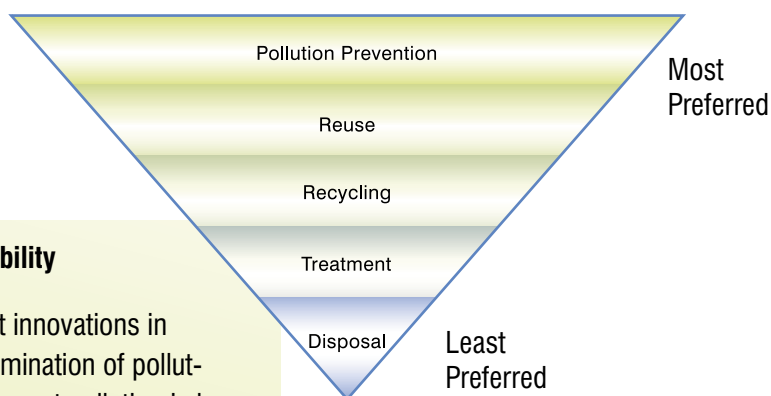 Pollution Prevention
Most
Preferred
Reuse
Recycling
Treatment
Disposal
Least
Preferred
bility
t innovations in
mination of pollut-